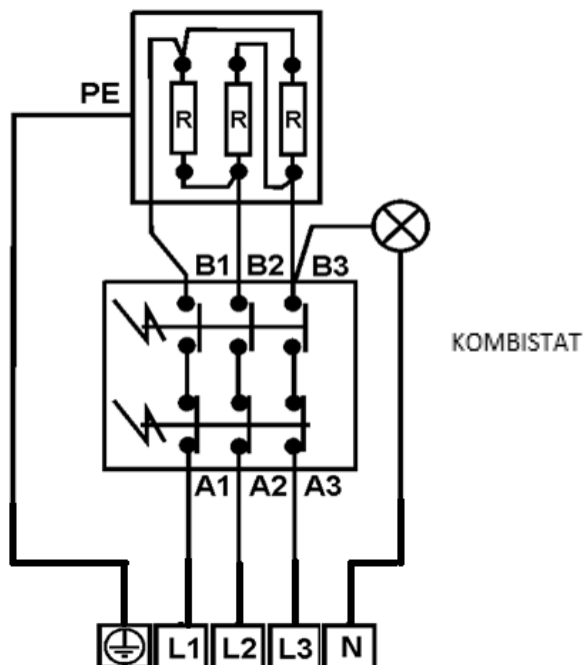 PE
R R R
B1 B2 B3
KOMBISTAT
A1 A2 A3
L1 L2 L3 N